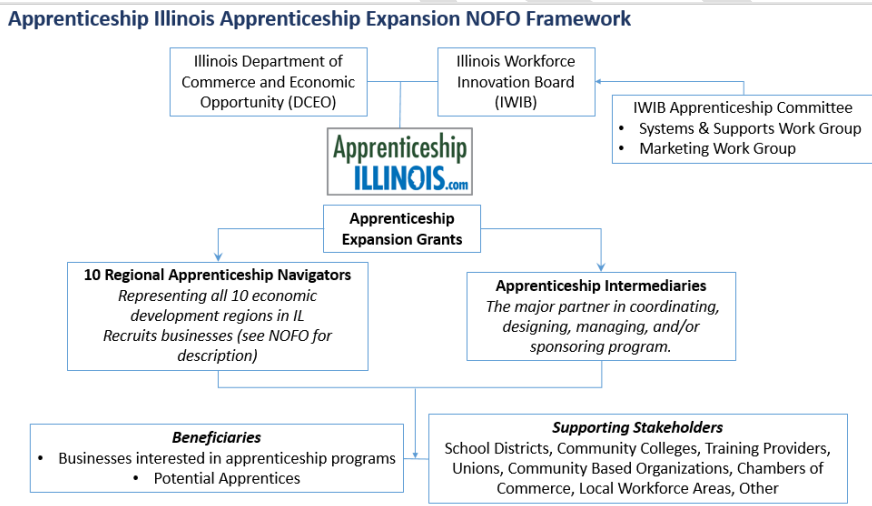 Apprenticeship Illinois Apprenticeship Expansion NOFO Framework
Illinois Department of
Commerce and Economic
Opportunity (DCEO)
Illinois Workforce
Innovation Board
(IWIB)
IWIB Apprenticeship Committee
• Systems & Supports Work Group
• Marketing Work Group
Apprenticeship
ILLINOIS.com
Apprenticeship
Expansion Grants
10 Regional Apprenticeship Navigators
Representing all 10 economic
development regions in IL
Recruits businesses (see NOFO for
description)
Apprenticeship Intermediaries
The major partner in coordinating,
designing, managing, and/or
sponsoring program.
Beneficiaries
• Businesses interested in apprenticeship programs
• Potential Apprentices
Supporting Stakeholders
School Districts, Community Colleges, Training Providers,
Unions, Community Based Organizations, Chambers of
Commerce, Local Workforce Areas, Other